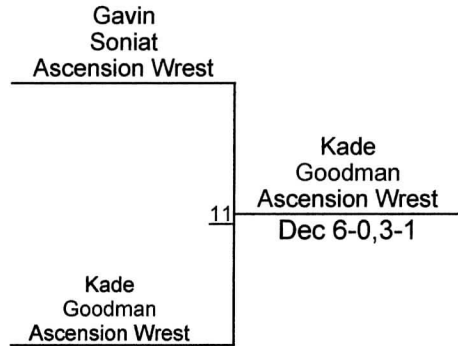 Gavin
Soniat
Ascension Wrest
Kade
Goodman
Ascension Wrest
11
Dec 6-0,3-1
Kade
Goodman
Ascension Wrest